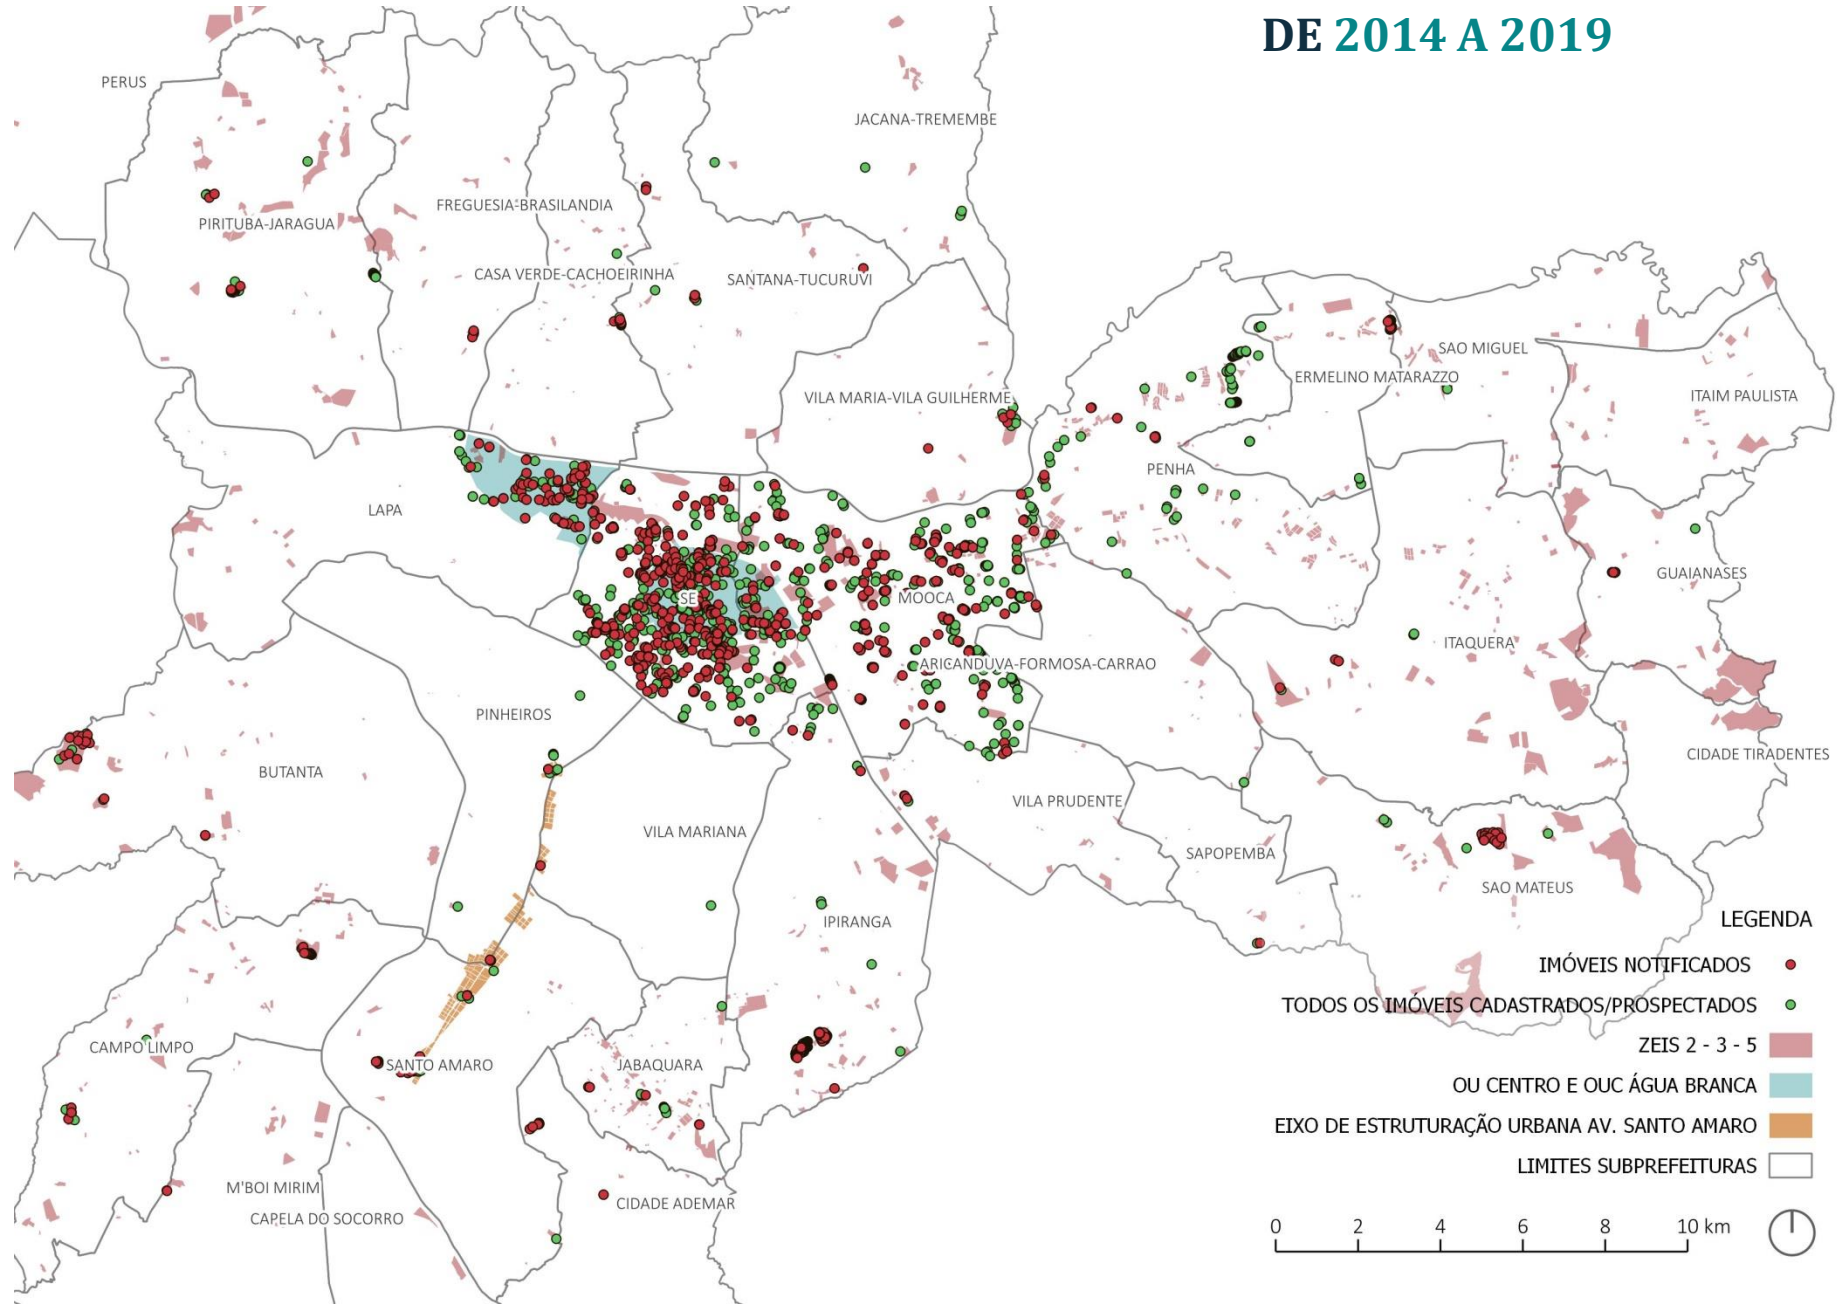 DE 2014 A 2019
PERUS
JACANA-TREMEMBE
FREGUESIA-BRASILANDIA
PIRITUBA-JARAGUA
CASA VERDE-CACHOEIRINHA
SANTANA-TUCURUVI
SAO MIGUEL
ERMELINO MATARAZZO
ITAIM PAULISTA
VILA MARIA-VILA GUILHERME
PENHA
LAPA
GUAIANASES
SE
MOOCA
ITAQUERA
ARICANDUVA-FORMOSA-CARRAO
PINHEIROS
CIDADE TIRADENTES
BUTANTA
VILA PRUDENTE
VILA MARIANA
SAPOPEMBA
SAO MATEUS
IPIRANGA
CAMPO LIMPO
SANTO AMARO
JABAQUARA
M'BOI MIRIM
CIDADE ADEMAR
CAPELA DO SOCORRO
LEGENDA
IMÓVEIS NOTIFICADOS
TODOS OS IMÓVEIS CADASTRADOS/PROSPECTADOS
ZEIS 2 - 3 - 5
OU CENTRO E OUC ÁGUA BRANCA
EIXO DE ESTRUTURAÇÃO URBANA AV. SANTO AMARO
LIMITES SUBPREFEITURAS
0 2 4 6 8 10 km